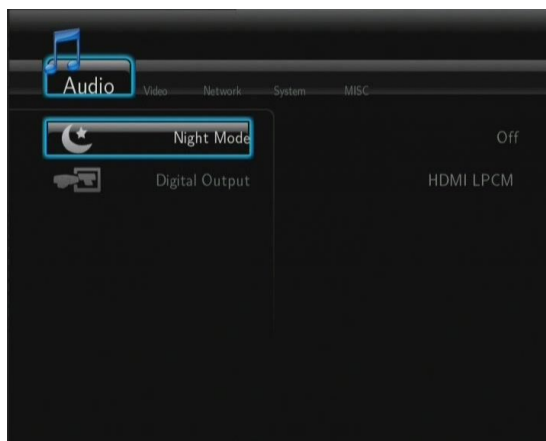 Audio Video Network System MISC
Night Mode Off
Digital Output HDMI LPCM